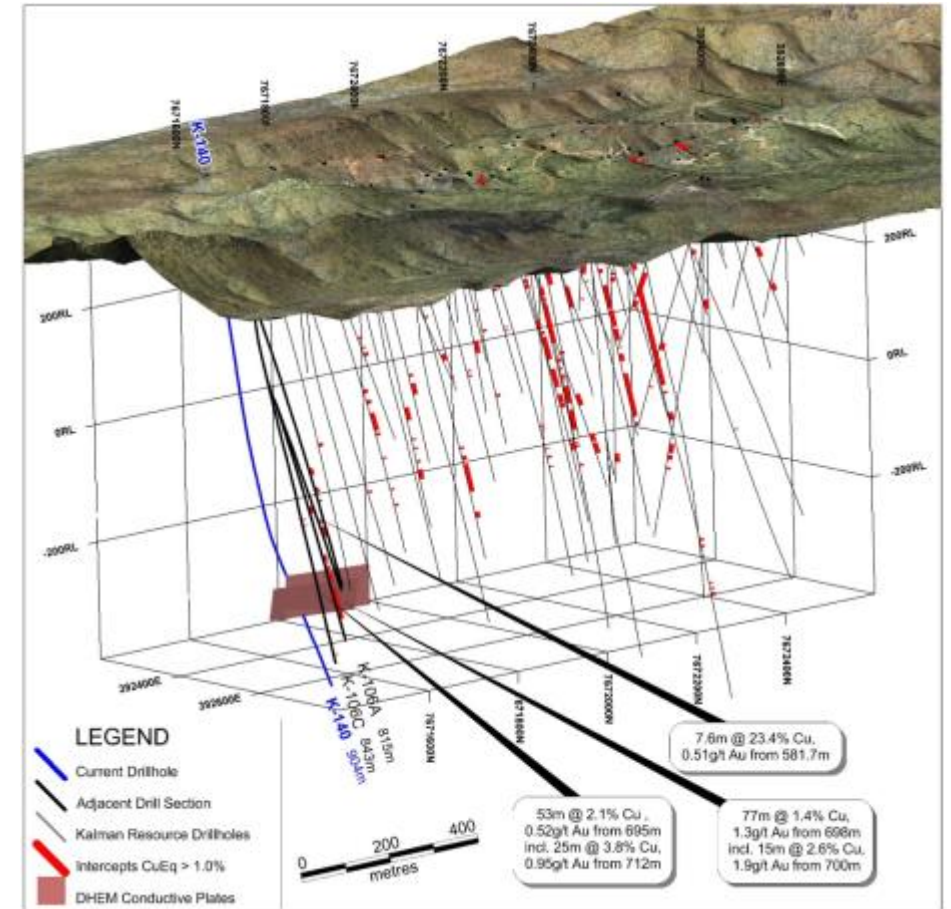 7671600N
K-140
7671800N
7672000N
7672200N
200RL
200RL
0RL
0RL
-200RL
-200RL
392400E
392600E
K-106A 815m
K-106C 843m
K-140 904m
7671600N
671800N
7672000N
7672200N
7672400N
7.6m @ 23.4% Cu,
0.51g/t Au from 581.7m
53m @ 2.1% Cu ,
0.52g/t Au from 695m
incl. 25m @ 3.8% Cu,
0.95g/t Au from 712m
77m @ 1.4% Cu,
1.3g/t Au from 698m
incl. 15m @ 2.6% Cu,
1.9g/t Au from 700m
LEGEND
Current Drillhole
Adjacent Drill Section
Kalman Resource Drillholes
Intercepts CuEq > 1.0%
DHEM Conductive Plates
0 200 400
metres